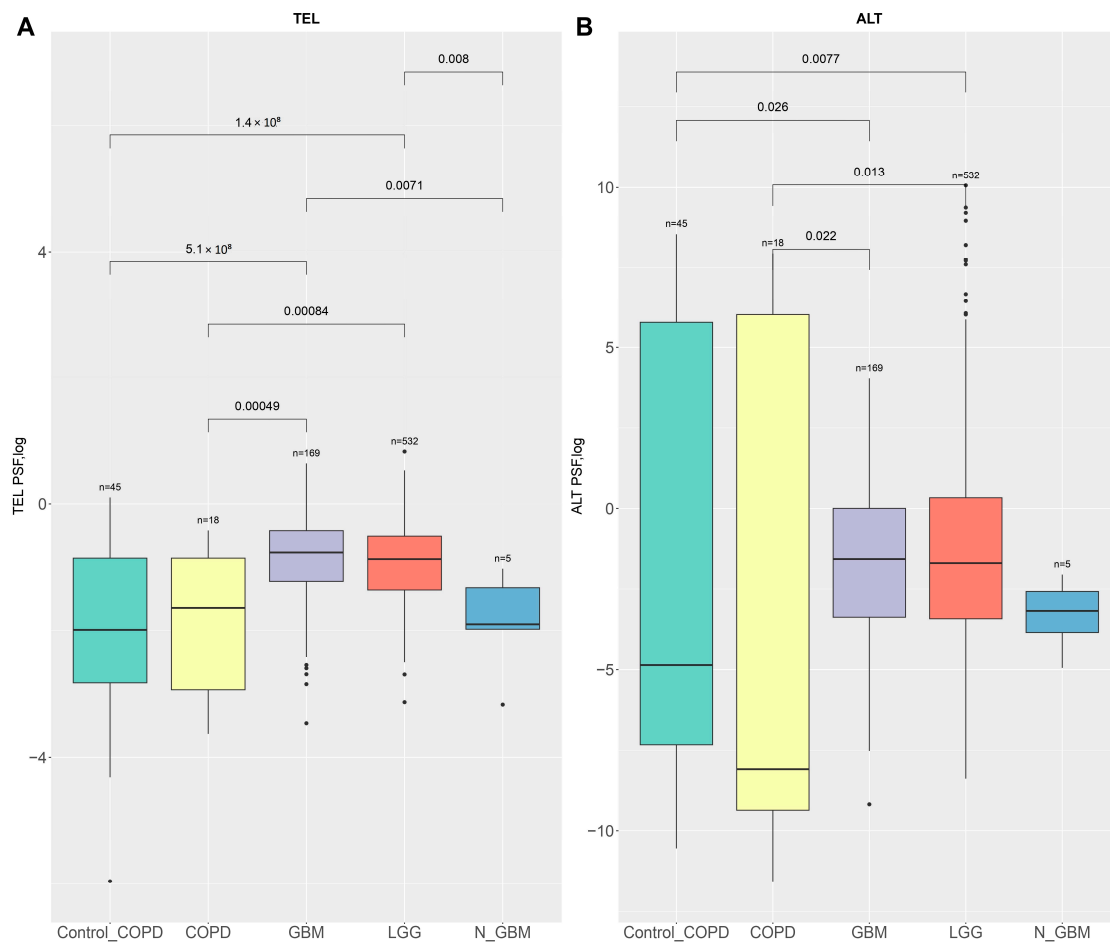 A
TEL
0.008
1.4 × 10⁸
0.0071
5.1 × 10⁸
0.00084
0.00049
n=45
n=18
n=169
n=532
n=5
4
0
−4
TEL PSF,log
Control_COPD
COPD
GBM
LGG
N_GBM
B
ALT
0.0077
0.026
0.013
0.022
n=45
n=18
n=169
n=532
n=5
10
5
0
−5
−10
ALT PSF,log
Control_COPD
COPD
GBM
LGG
N_GBM